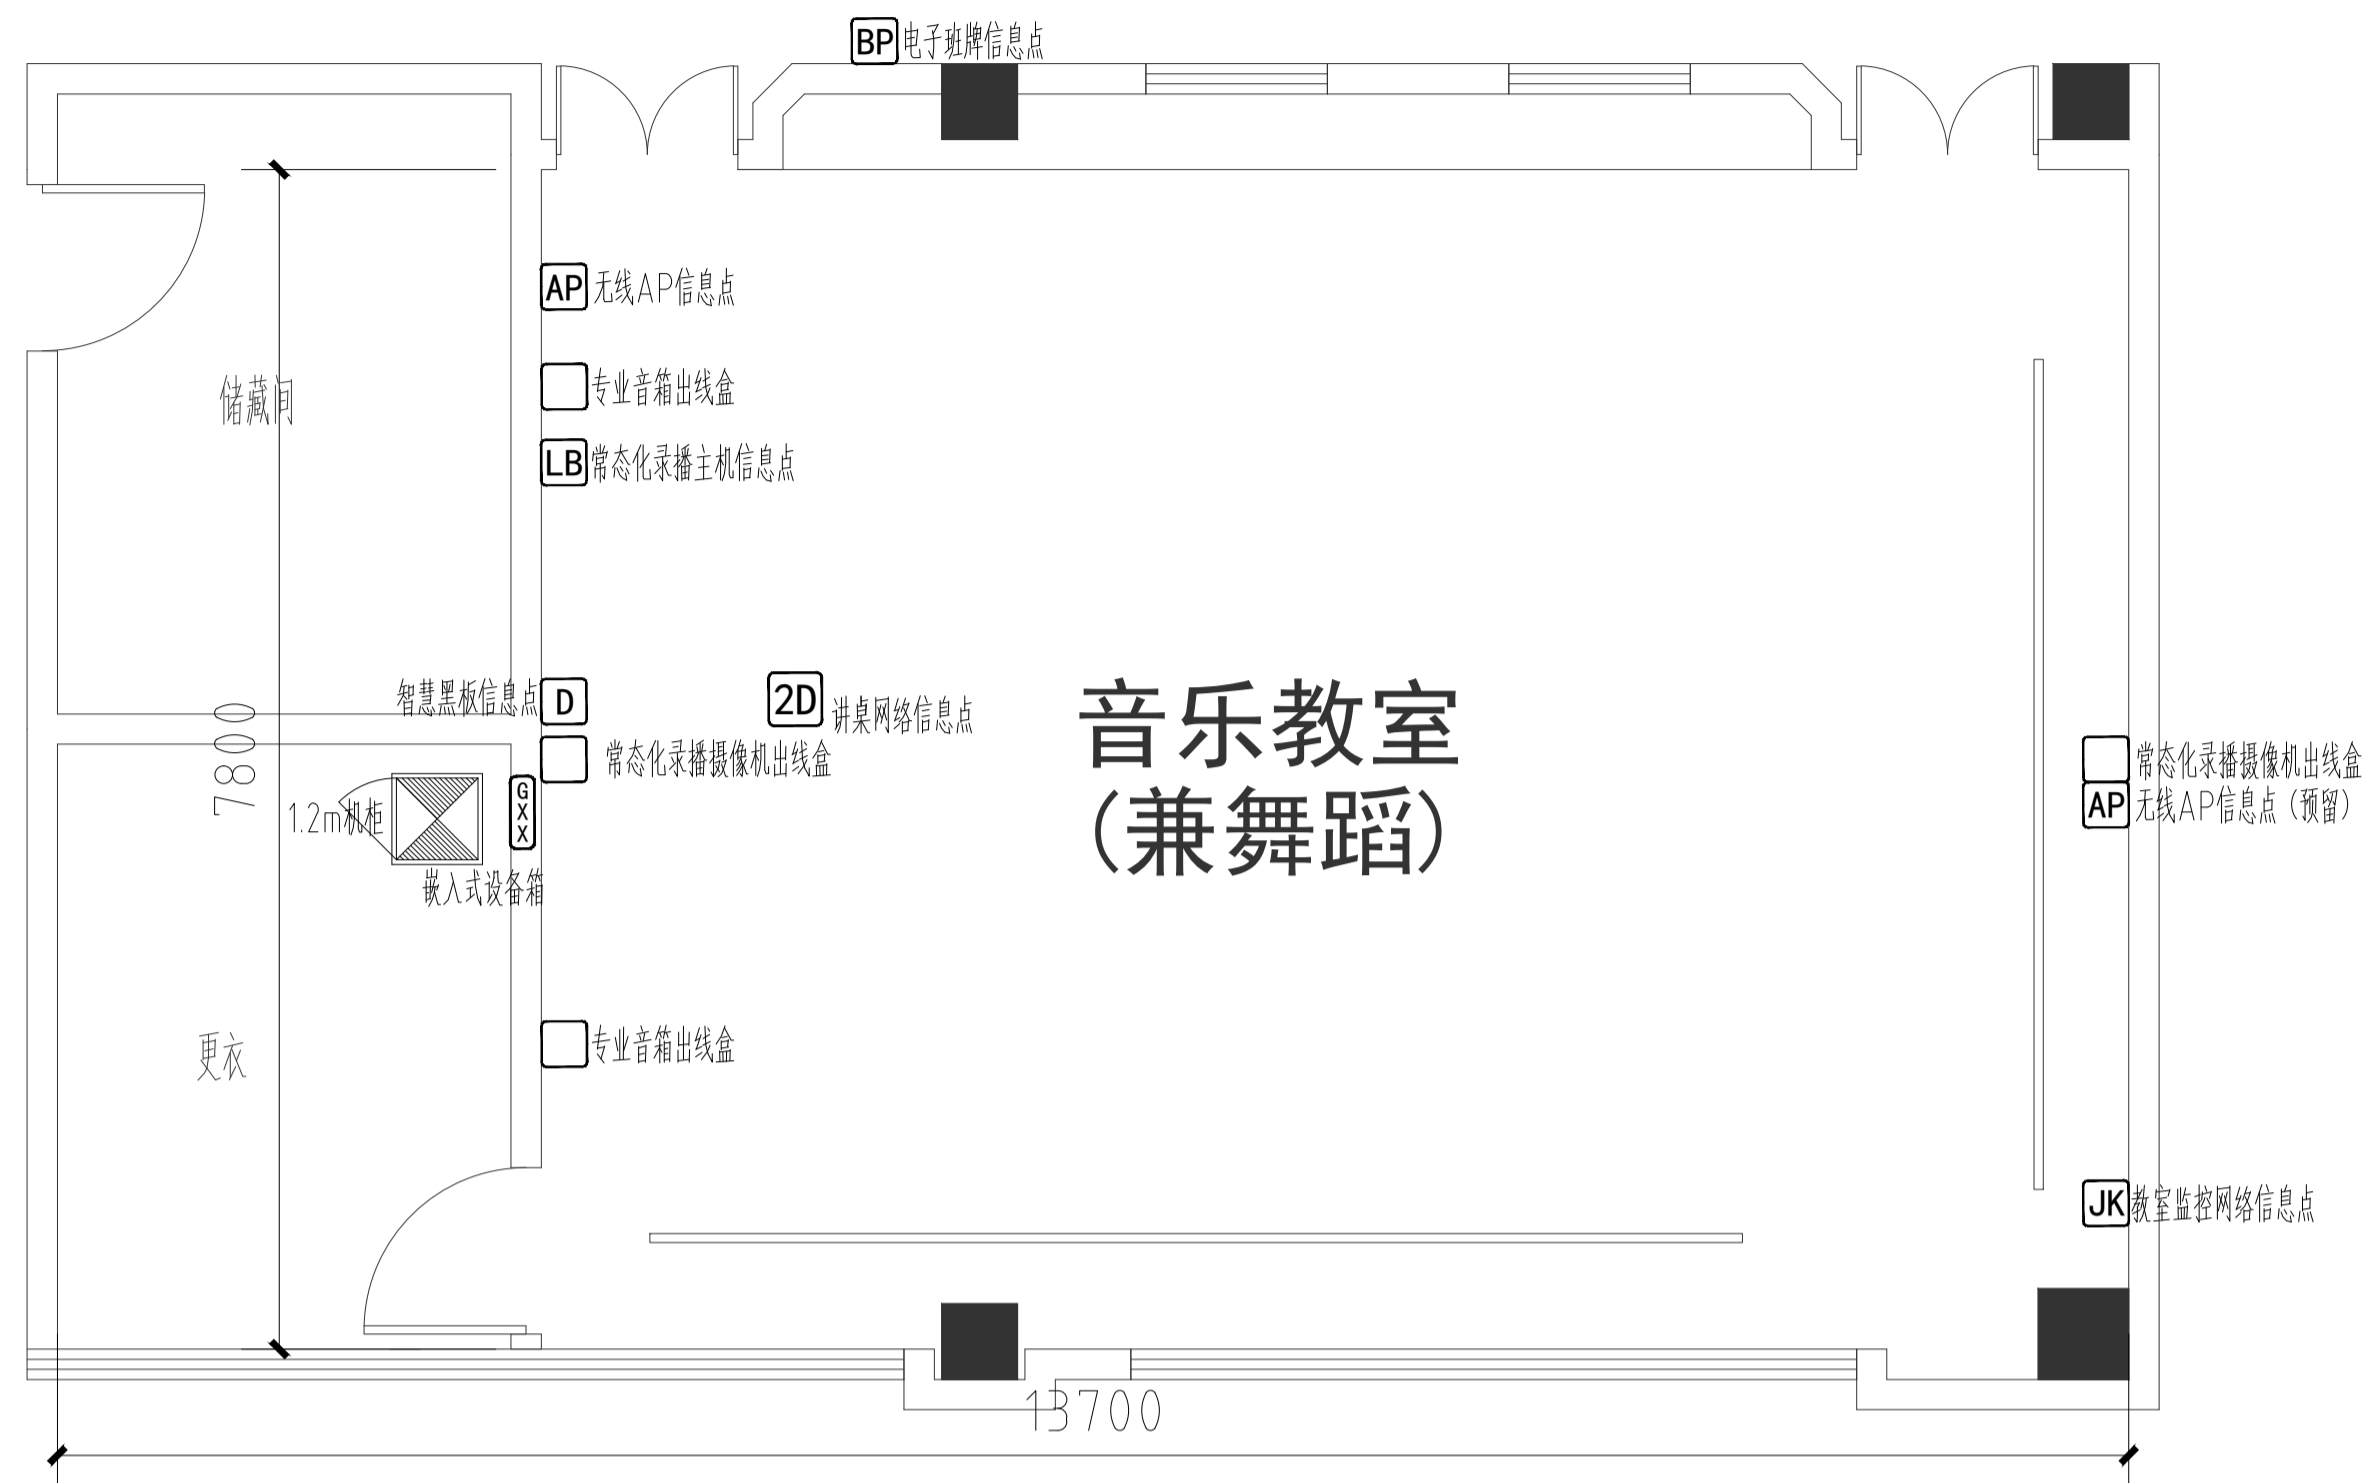 BP 电子班牌信息点
AP 无线AP信息点
专业音箱出线盒
储藏间
LB 常态化录播主机信息点
智慧黑板信息点 D
2D 讲桌网络信息点
音乐教室
(兼舞蹈)
7800
常态化录播摄像机出线盒
常态化录播摄像机出线盒
AP 无线AP信息点（预留）
1.2m机柜
GXX
嵌入式设备箱
专业音箱出线盒
更衣
JK 教室监控网络信息点
13700